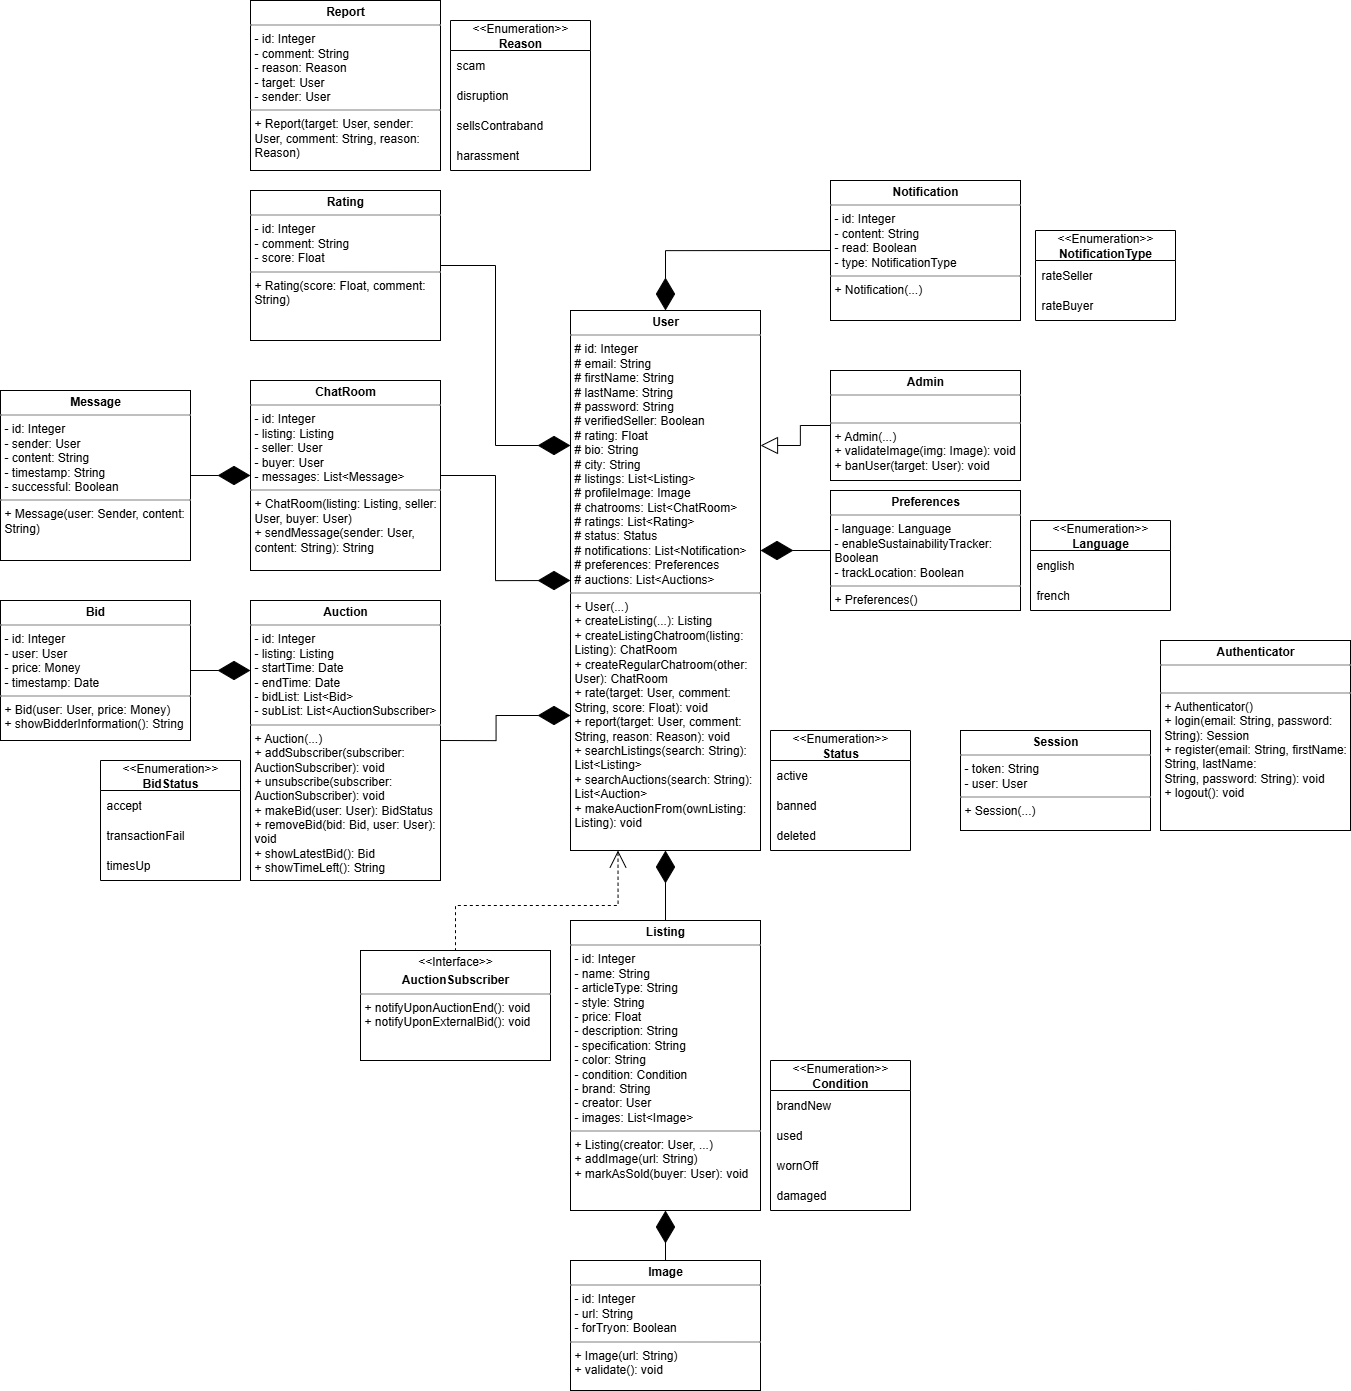 Report
- id: Integer
- comment: String
- reason: Reason
- target: User
- sender: User
+ Report(target: User, sender:
User, comment: String, reason:
Reason)
<<Enumeration>>
Reason
scam
disruption
sellsContraband
harassment
Rating
- id: Integer
- comment: String
- score: Float
+ Rating(score: Float, comment:
String)
Notification
- id: Integer
- content: String
- read: Boolean
- type: NotificationType
+ Notification(...)
<<Enumeration>>
NotificationType
rateSeller
rateBuyer
User
# id: Integer
# email: String
# firstName: String
# lastName: String
# password: String
# verifiedSeller: Boolean
# rating: Float
# bio: String
# city: String
# listings: List<Listing>
# profileImage: Image
# chatrooms: List<ChatRoom>
# ratings: List<Rating>
# status: Status
# notifications: List<Notification>
# preferences: Preferences
# auctions: List<Auctions>
+ User(...)
+ createListing(...): Listing
+ createListingChatroom(listing:
Listing): ChatRoom
+ createRegularChatroom(other:
User): ChatRoom
+ rate(target: User, comment:
String, score: Float): void
+ report(target: User, comment:
String, reason: Reason): void
+ searchListings(search: String):
List<Listing>
+ searchAuctions(search: String):
List<Auction>
+ makeAuctionFrom(ownListing:
Listing): void
Message
- id: Integer
- sender: User
- content: String
- timestamp: String
- successful: Boolean
+ Message(user: Sender, content:
String)
ChatRoom
- id: Integer
- listing: Listing
- seller: User
- buyer: User
- messages: List<Message>
+ ChatRoom(listing: Listing, seller:
User, buyer: User)
+ sendMessage(sender: User,
content: String): String
Admin
+ Admin(...)
+ validateImage(img: Image): void
+ banUser(target: User): void
Preferences
- language: Language
- enableSustainabilityTracker:
Boolean
- trackLocation: Boolean
+ Preferences()
<<Enumeration>>
Language
english
french
Bid
- id: Integer
- user: User
- price: Money
- timestamp: Date
+ Bid(user: User, price: Money)
+ showBidderInformation(): String
Auction
- id: Integer
- listing: Listing
- startTime: Date
- endTime: Date
- bidList: List<Bid>
- subList: List<AuctionSubscriber>
+ Auction(...)
+ addSubscriber(subscriber:
AuctionSubscriber): void
+ unsubscribe(subscriber:
AuctionSubscriber): void
+ makeBid(user: User): BidStatus
+ removeBid(bid: Bid, user: User):
void
+ showLatestBid(): Bid
+ showTimeLeft(): String
<<Enumeration>>
BidStatus
accept
transactionFail
timesUp
<<Enumeration>>
Status
active
banned
deleted
Session
- token: String
- user: User
+ Session(...)
Authenticator
+ Authenticator()
+ login(email: String, password:
String): Session
+ register(email: String, firstName:
String, lastName:
String, password: String): void
+ logout(): void
<<Interface>>
AuctionSubscriber
+ notifyUponAuctionEnd(): void
+ notifyUponExternalBid(): void
Listing
- id: Integer
- name: String
- articleType: String
- style: String
- price: Float
- description: String
- specification: String
- color: String
- condition: Condition
- brand: String
- creator: User
- images: List<Image>
+ Listing(creator: User, ...)
+ addImage(url: String)
+ markAsSold(buyer: User): void
<<Enumeration>>
Condition
brandNew
used
wornOff
damaged
Image
- id: Integer
- url: String
- forTryon: Boolean
+ Image(url: String)
+ validate(): void